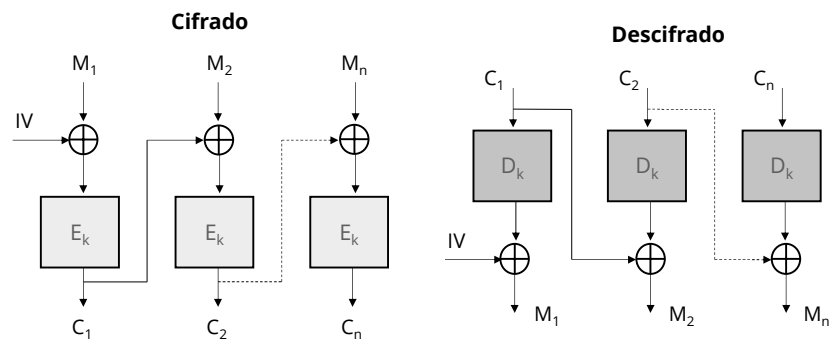 Cifrado
M₁ M₂ Mₙ
IV
Eₖ Eₖ Eₖ
C₁ C₂ Cₙ
Descifrado
C₁ C₂ Cₙ
Dₖ Dₖ Dₖ
IV
M₁ M₂ Mₙ